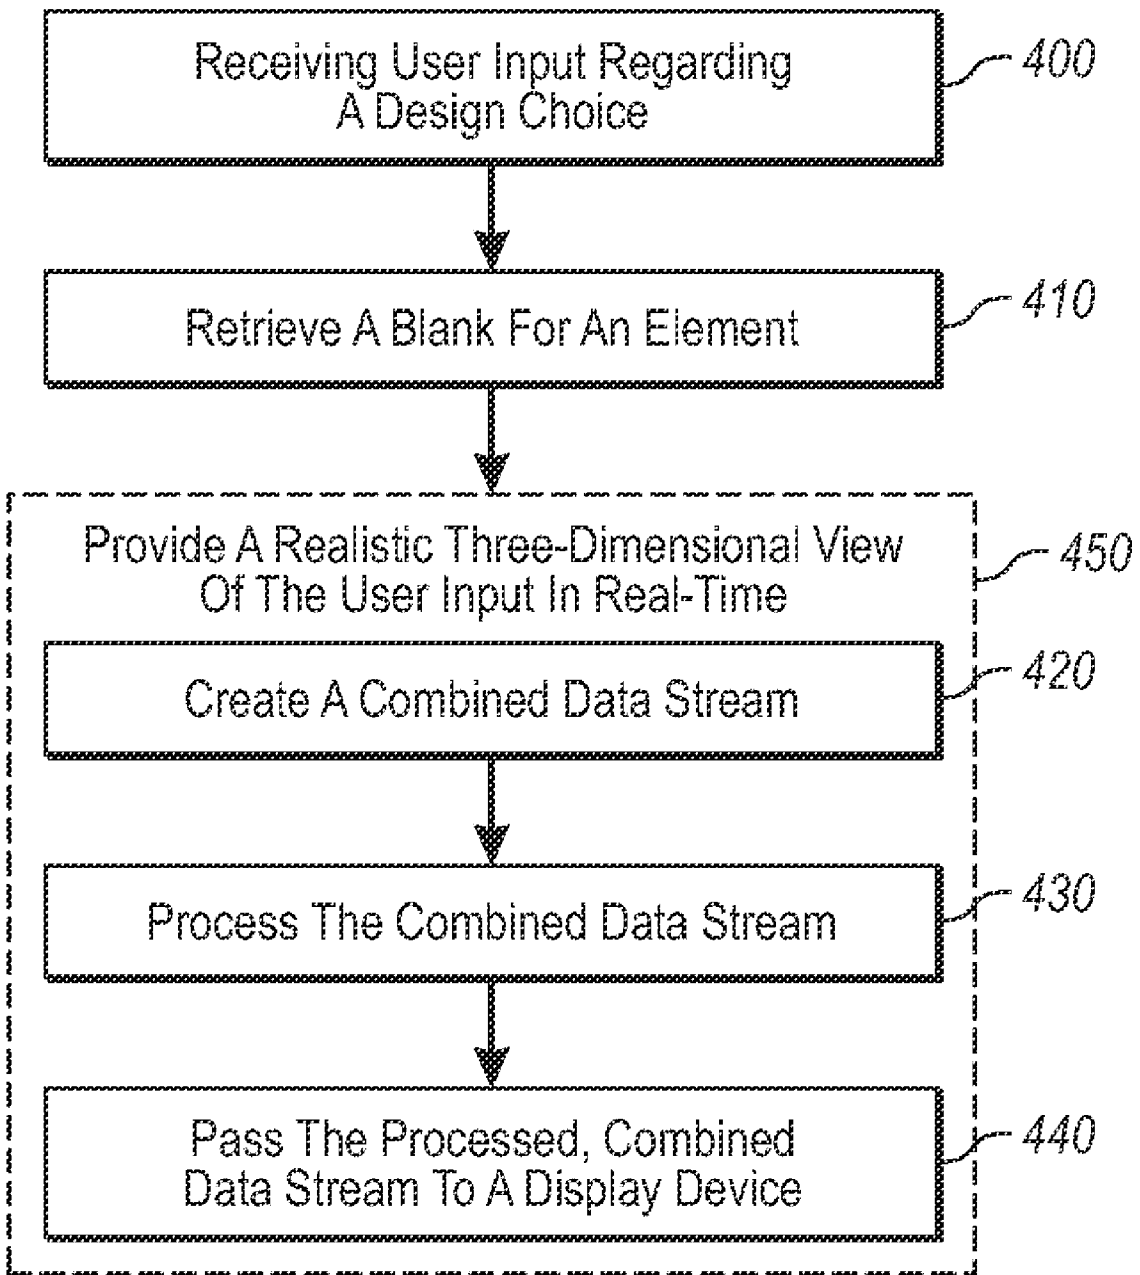 Receiving User Input Regarding
A Design Choice
400
Retrieve A Blank For An Element
410
Provide A Realistic Three-Dimensional View
Of The User Input In Real-Time
450
Create A Combined Data Stream
420
Process The Combined Data Stream
430
Pass The Processed, Combined
Data Stream To A Display Device
440